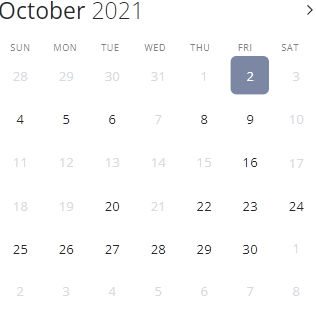 October 2021
SUN MON TUE WED THU FRI SAT
28 29 30 31 1 2 3
4 5 6 7 8 9 10
11 12 13 14 15 16 17
18 19 20 21 22 23 24
25 26 27 28 29 30 1
2 3 4 5 6 7 8